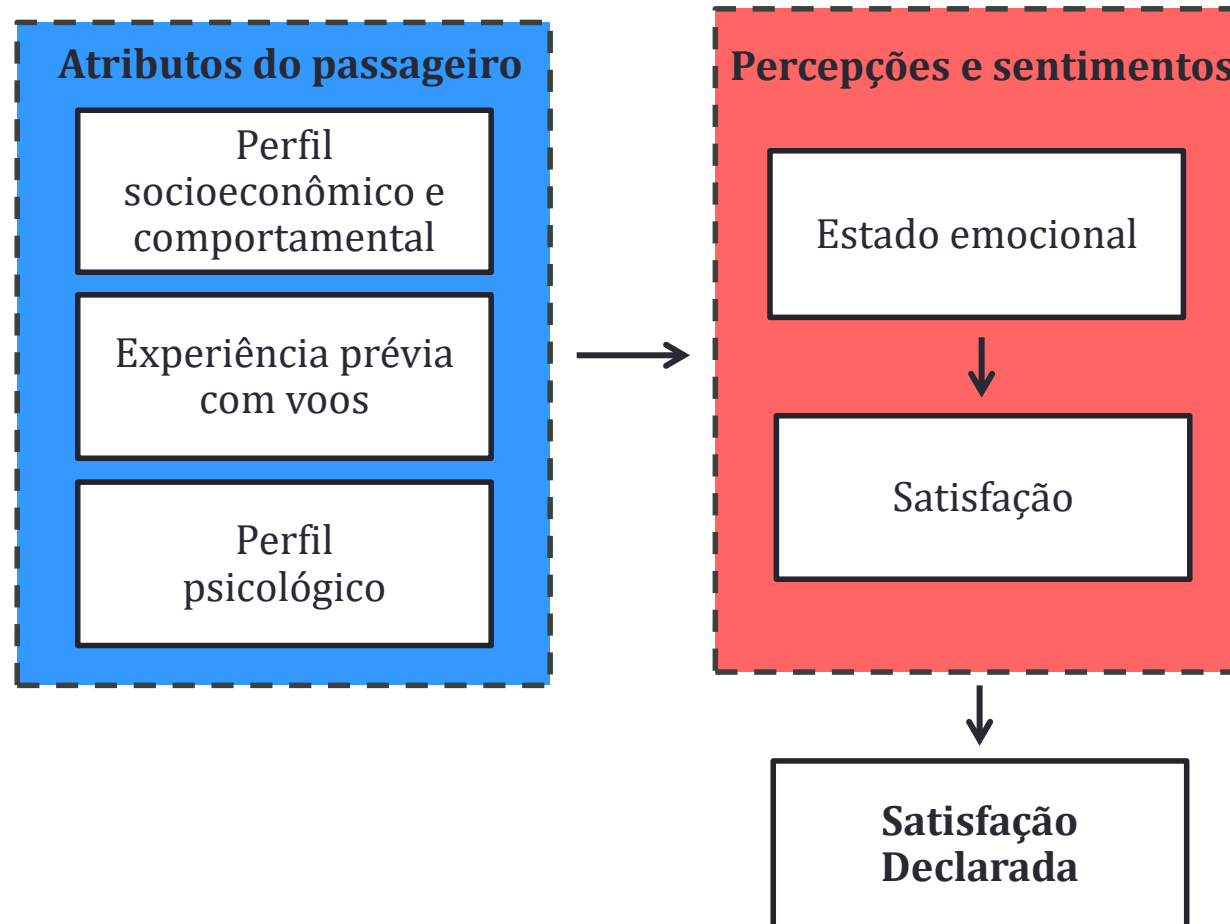 Atributos do passageiro
Perfil
socioeconômico e
comportamental
Experiência prévia
com voos
Perfil
psicológico
Percepções e sentimentos
Estado emocional
Satisfação
Satisfação
Declarada